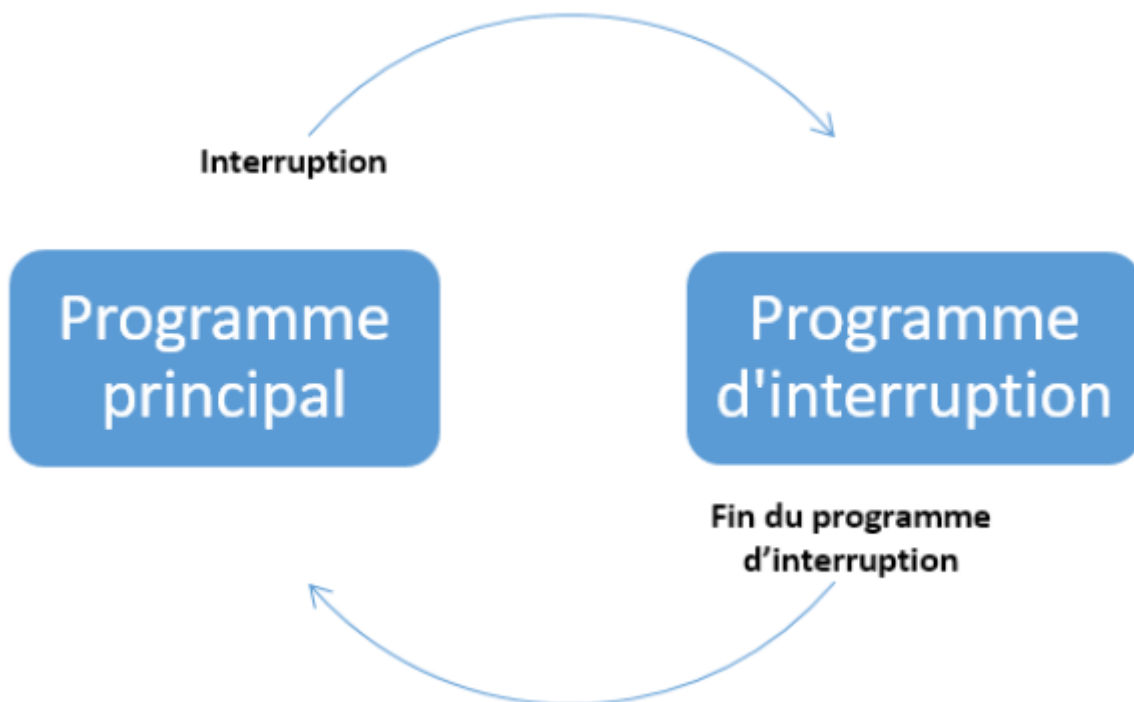 Interruption
Programme
principal
Programme
d'interruption
Fin du programme
d’interruption